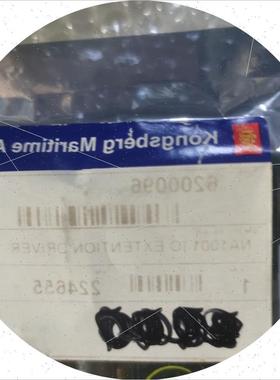 Kongsberg Maritime A
6200096
NA1001 IO EXTENTION DRIVER
1 224655